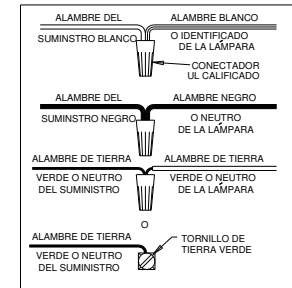 ALAMBRE DEL ALAMBRE BLANCO
SUMINSTRO BLANCO O IDENTIFICADO
DE LA LÁMPARA
CONECTADOR
UL CALIFICADO
ALAMBRE DEL ALAMBRE NEGRO
SUMINSTRO NEGRO O NEUTRO
DE LA LÁMPARA
ALAMBRE DE TIERRA ALAMBRE DE TIERRA
VERDE O NEUTRO VERDE O NEUTRO
DEL SUMINISTRO DE LA LÁMPARA
O
ALAMBRE DE TIERRA TORNILLO DE
TIERRA VERDE
VERDE O NEUTRO
DEL SUMINISTRO